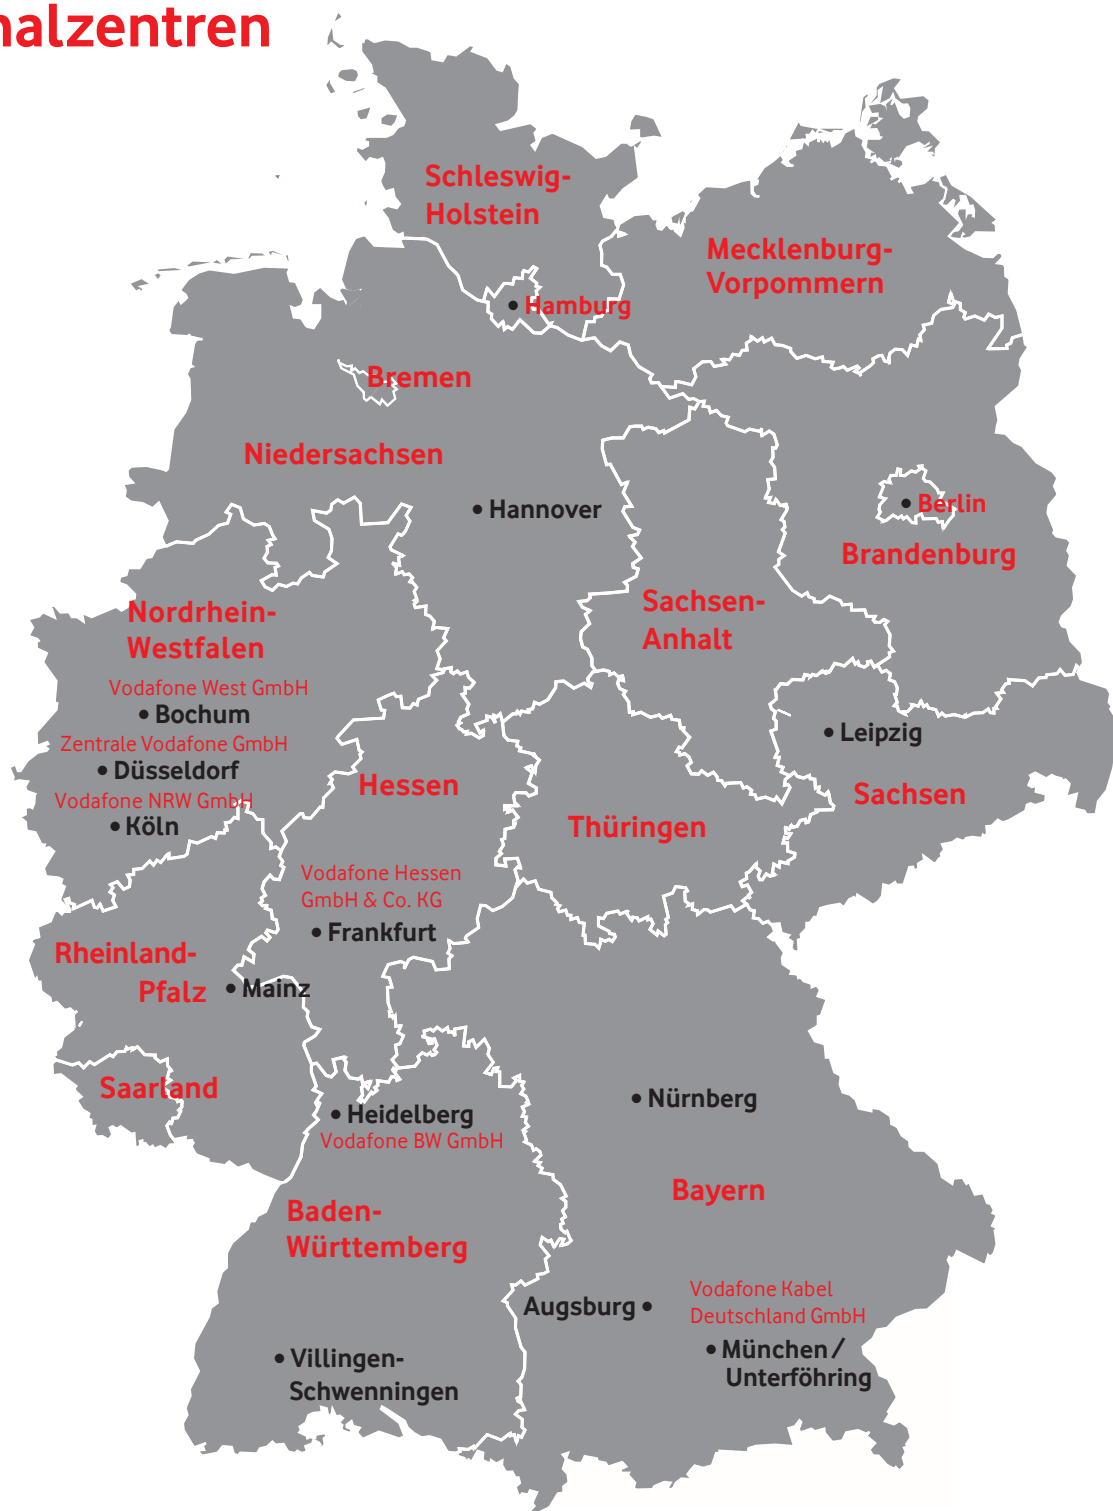 nalzentren
Schleswig-
Holstein
Mecklenburg-
Vorpommern
• Hamburg
Bremen
Niedersachsen
• Hannover
• Berlin
Brandenburg
Sachsen-
Anhalt
Nordrhein-
Westfalen
Vodafone West GmbH
• Bochum
Zentrale Vodafone GmbH
• Düsseldorf
Vodafone NRW GmbH
• Köln
• Leipzig
Sachsen
Hessen
Thüringen
Vodafone Hessen
GmbH & Co. KG
• Frankfurt
Rheinland-
Pfalz
• Mainz
Saarland
• Heidelberg
Vodafone BW GmbH
• Nürnberg
Bayern
Baden-
Württemberg
Augsburg •
Vodafone Kabel
Deutschland GmbH
• München /
Unterföhring
• Villingen-
Schwenningen